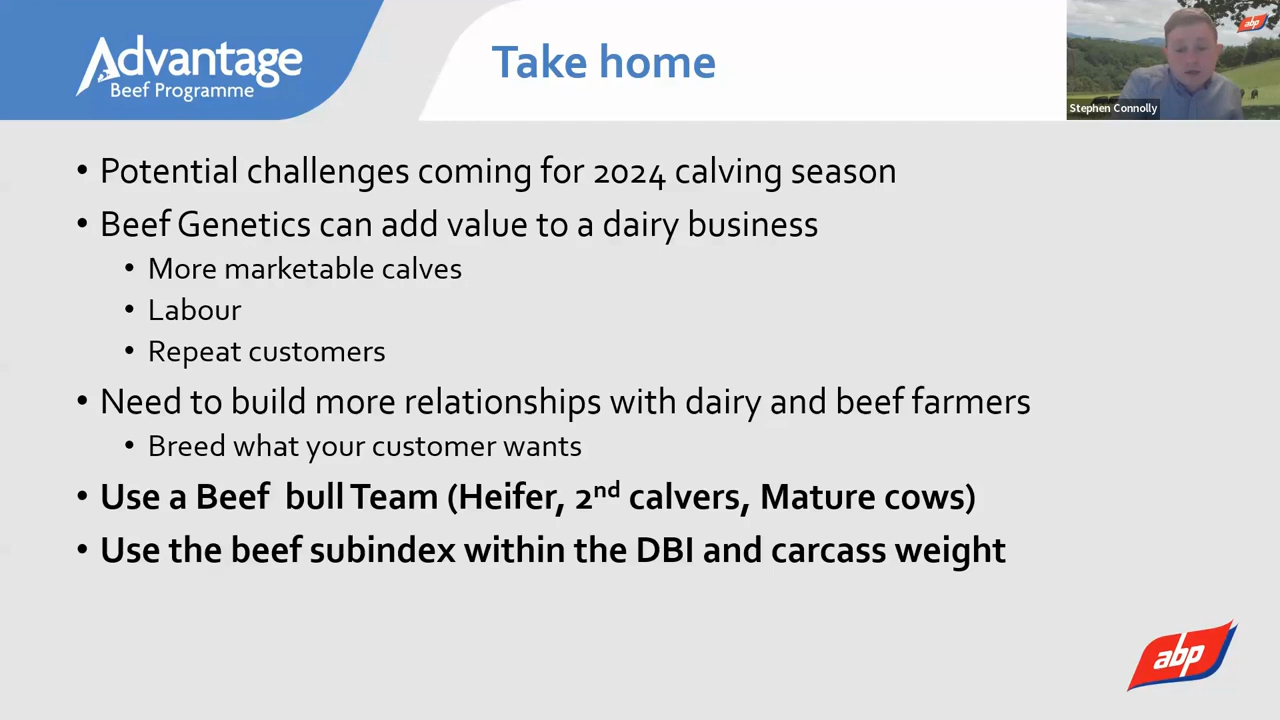 Advantage
Beef Programme
Take home
abp
Stephen Connolly
• Potential challenges coming for 2024 calving season
• Beef Genetics can add value to a dairy business
• More marketable calves
• Labour
• Repeat customers
• Need to build more relationships with dairy and beef farmers
• Breed what your customer wants
• Use a Beef bull Team (Heifer, 2nd calvers, Mature cows)
• Use the beef subindex within the DBI and carcass weight
abp